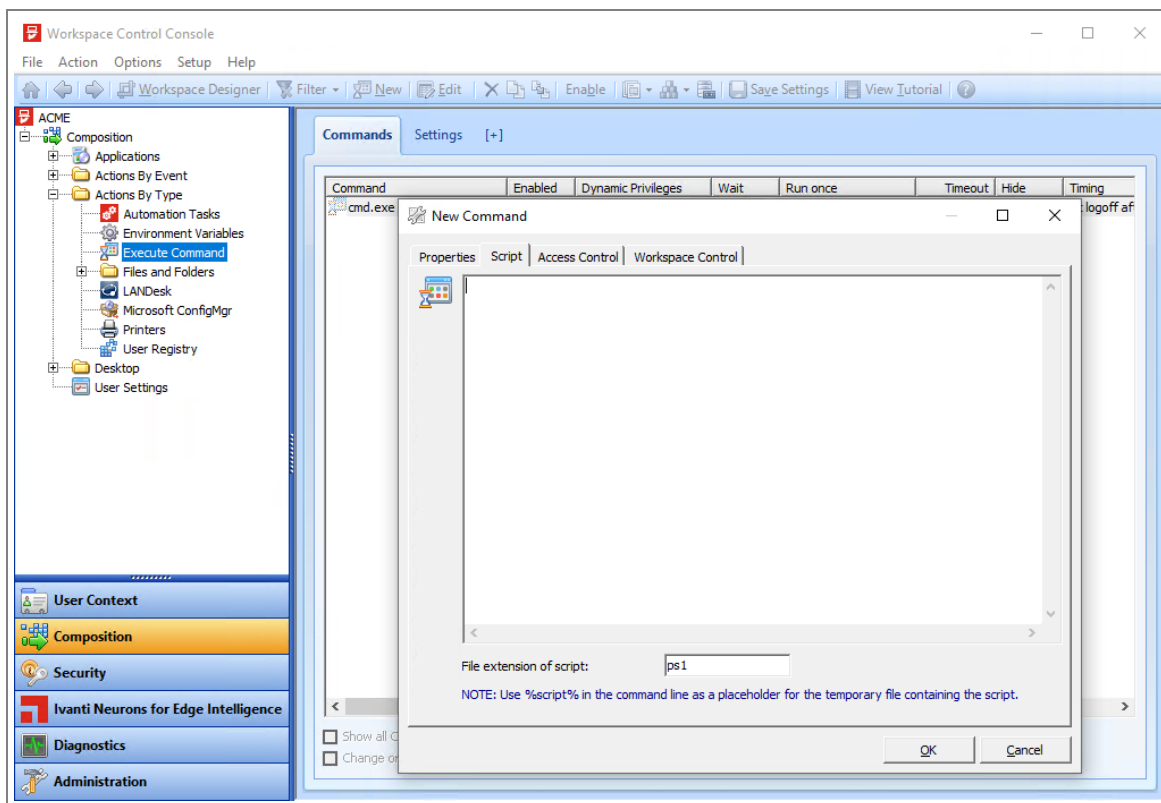 Workspace Control Console
File Action Options Setup Help
Workspace Designer Filter New Edit Enable Save Settings View Tutorial
ACME
Composition
Applications
Actions By Event
Actions By Type
Automation Tasks
Environment Variables
Execute Command
Files and Folders
LANDesk
Microsoft ConfigMgr
Printers
User Registry
Desktop
User Settings
User Context
Composition
Security
Ivanti Neurons for Edge Intelligence
Diagnostics
Administration
Commands Settings [+]
Command Enabled Dynamic Privileges Wait Run once Timeout Hide Timing
cmd.exe logoff af
New Command
Properties Script Access Control Workspace Control
File extension of script: ps1
NOTE: Use %script% in the command line as a placeholder for the temporary file containing the script.
OK Cancel
Show all
Change